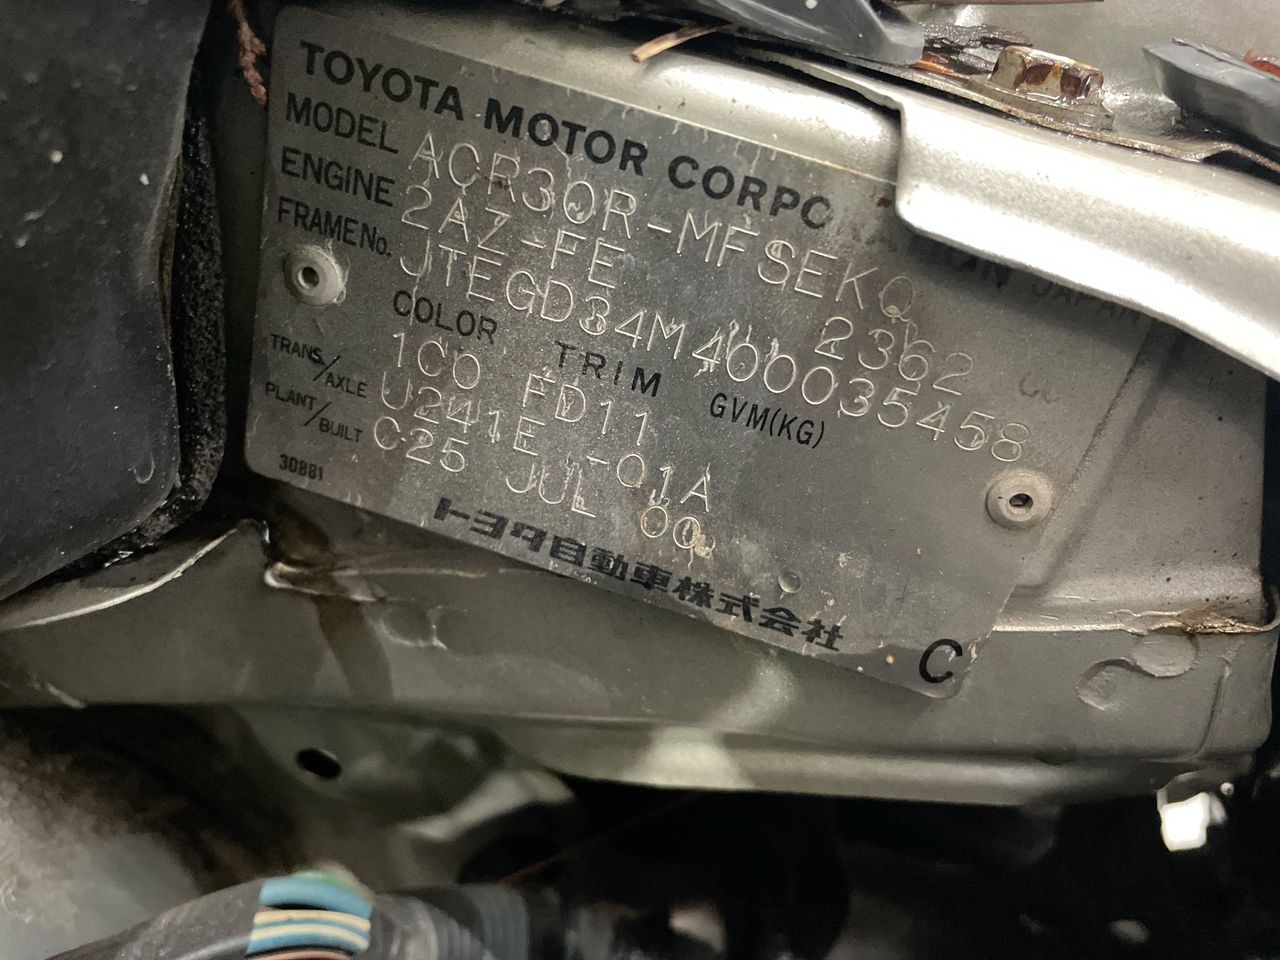 TOYOTA MOTOR CORPO JAPAN
MODEL ACR30R-MFSEKQ
ENGINE 2AZ-FE 2362 cc
FRAME No. JTEGD34M400035458
COLOR TRIM GVM(KG)
1C0 FD11
TRANS/AXLE U241E -01A
PLANT/BUILT C25 JUL 00
30881
トヨタ自動車株式会社
C